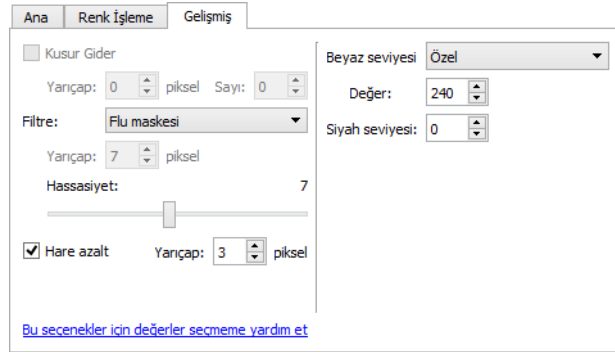 Ana Renk İşleme Gelişmiş
Kusur Gider
Yarıçap: 0 piksel Sayı: 0
Filtre: Flu maskesi
Yarıçap: 7 piksel
Hassasiyet: 7
Hare azalt Yarıçap: 3 piksel
Bu seçenekler için değerler seçmeme yardım et
Beyaz seviyesi Özel
Değer: 240
Siyah seviyesi: 0